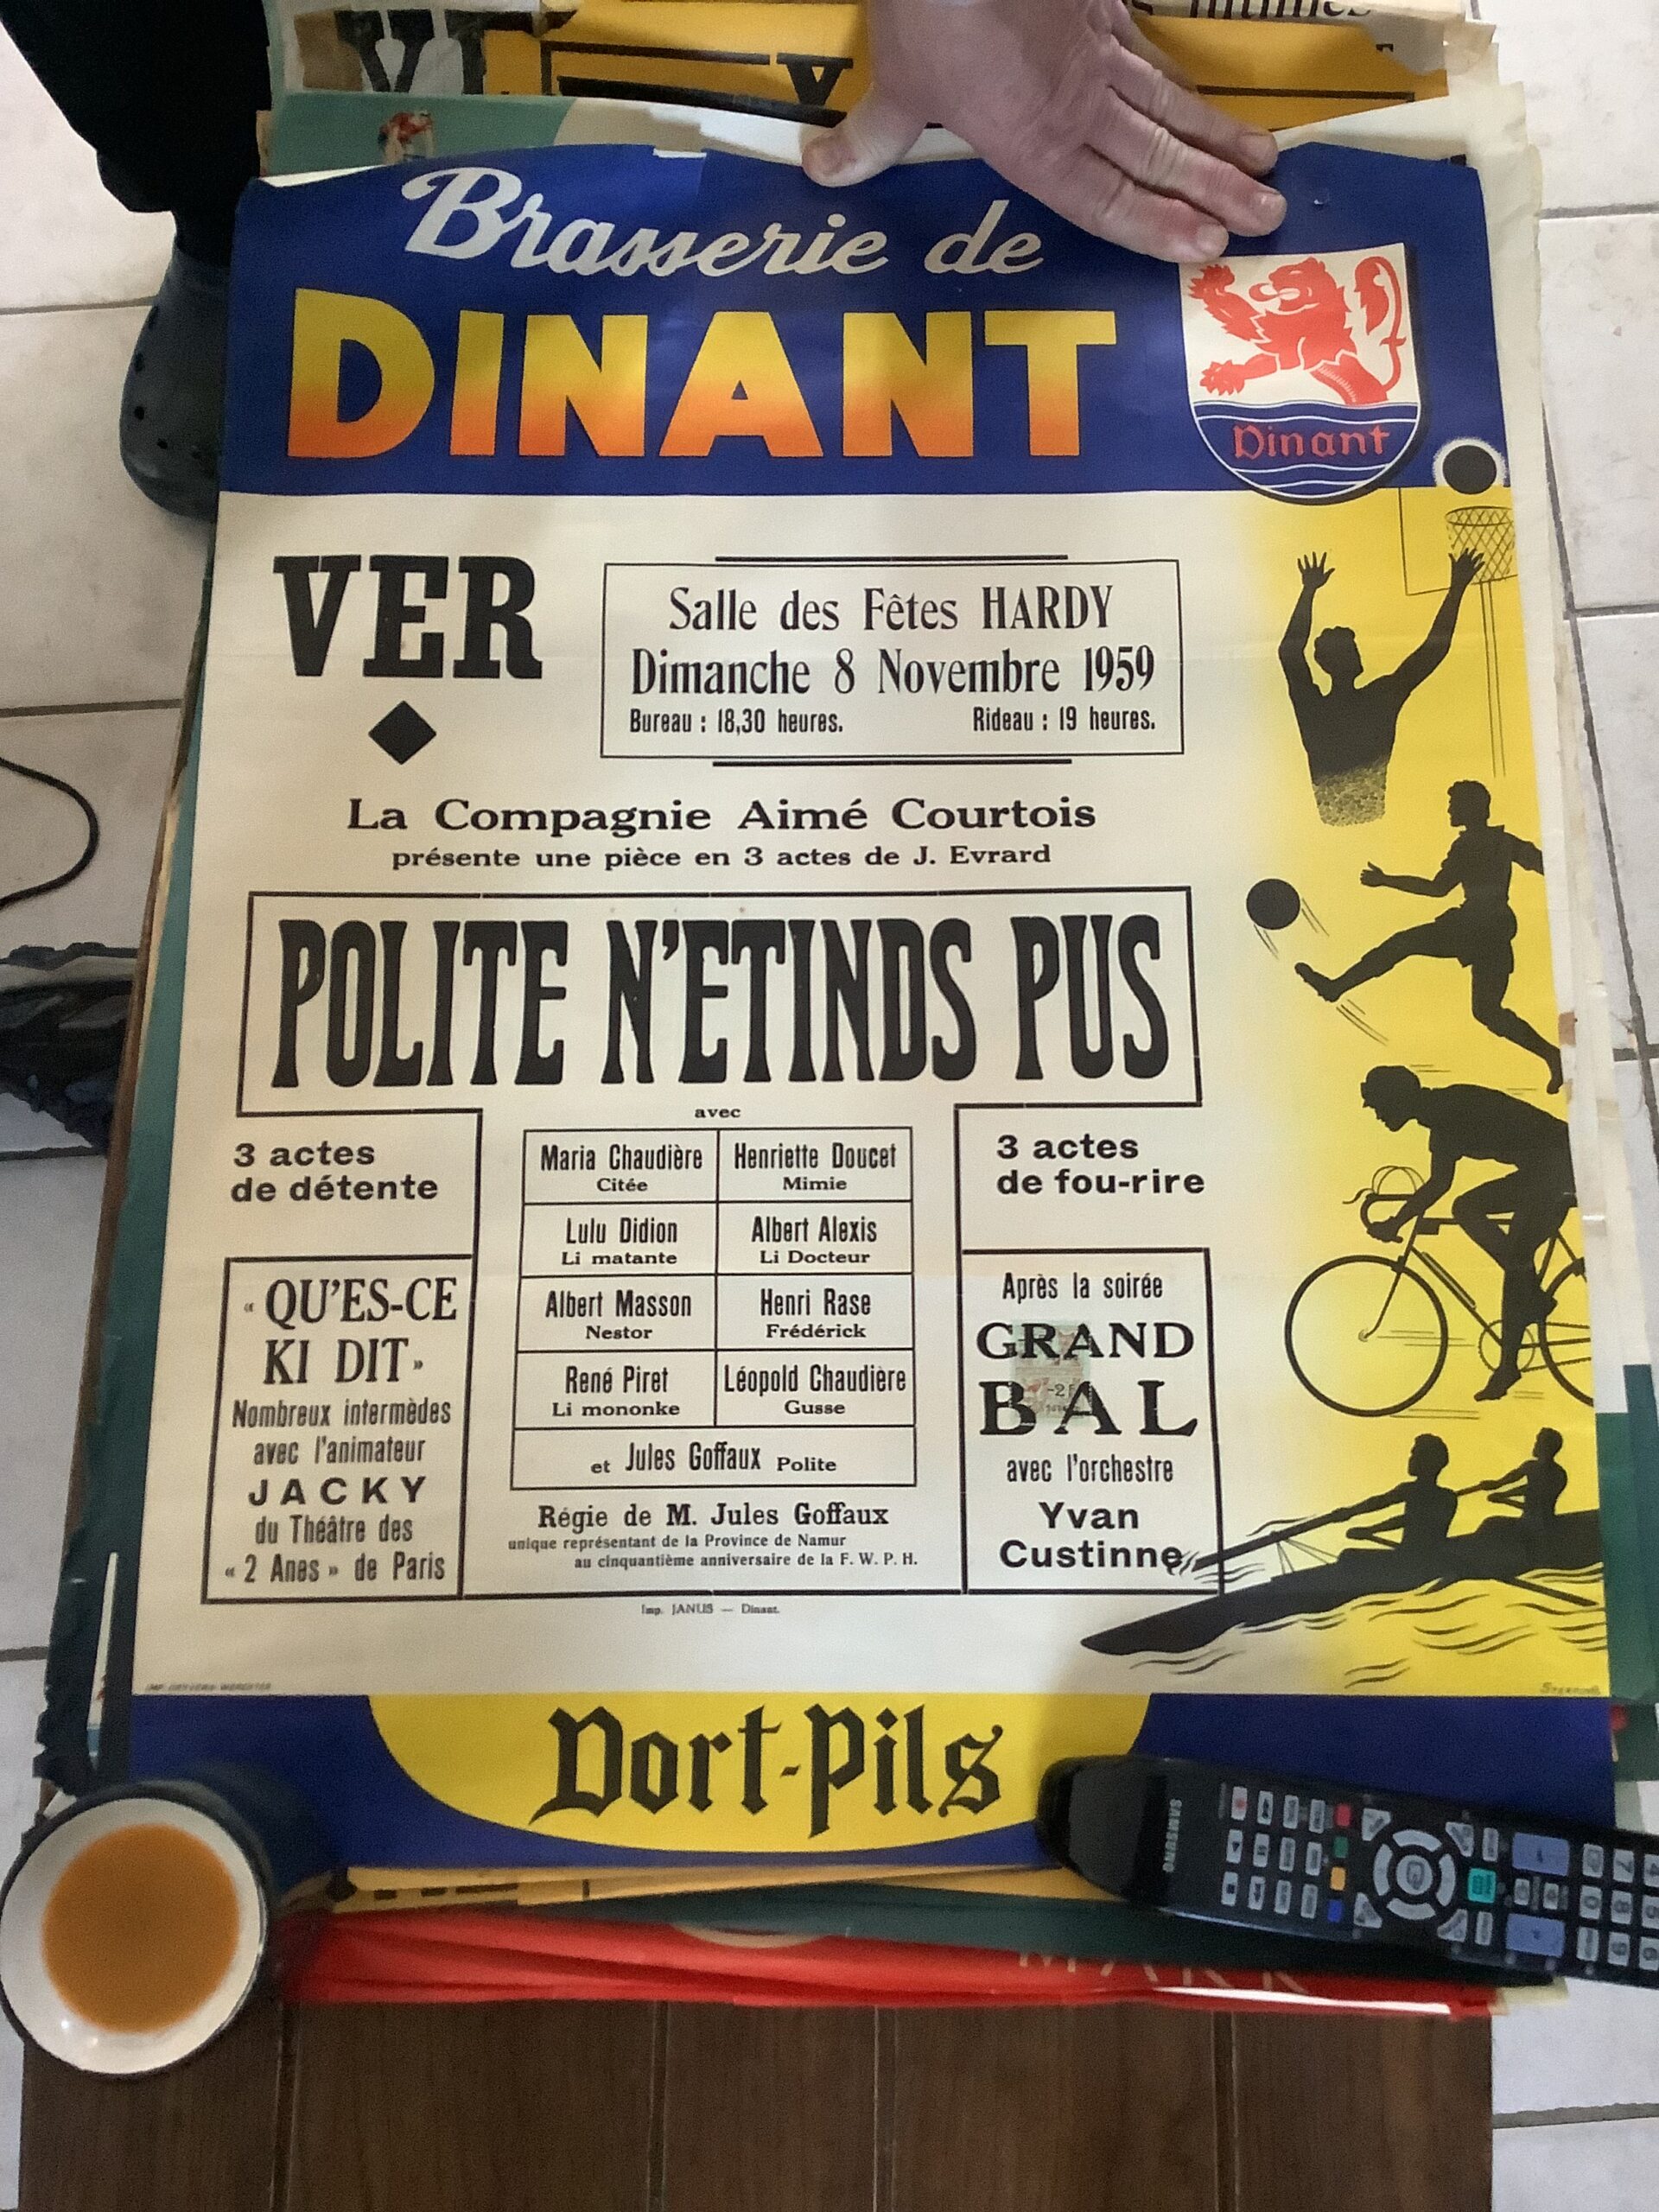 Brasserie de
DINANT
Dinant
VER
Salle des Fêtes HARDY
Dimanche 8 Novembre 1959
Bureau : 18,30 heures. Rideau : 19 heures.
La Compagnie Aimé Courtois
présente une pièce en 3 actes de J. Evrard
POLITE N'ETINDS PUS
avec
3 actes
de détente
Maria Chaudière
Citée
Henriette Doucet
Mimie
Lulu Didion
Li matante
Albert Alexis
Li Docteur
Albert Masson
Nestor
Henri Rase
Frédérick
René Piret
Li mononke
Léopold Chaudière
Gusse
et Jules Goffaux Polite
Régie de M. Jules Goffaux
unique représentant de la Province de Namur
au cinquantième anniversaire de la F. W. P. H.
3 actes
de fou-rire
« QU'ES-CE
KI DIT »
Nombreux intermèdes
avec l'animateur
JACKY
du Théâtre des
« 2 Anes » de Paris
Après la soirée
GRAND
BAL
avec l'orchestre
Yvan
Custinne
Imp. JANUS — Dinant.
Dort-Pils
SAMSUNG